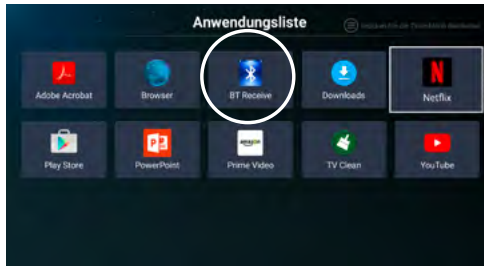 Anwendungsliste
Adobe Acrobat
Browser
BT Receive
Downloads
Netflix
Play Store
PowerPoint
Prime Video
TV Clean
YouTube